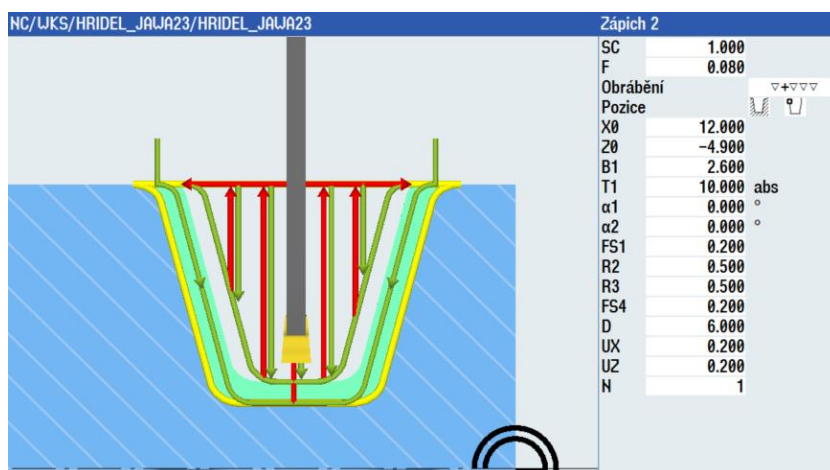 NC/WKS/HRIDEL_JAWA23/HRIDEL_JAWA23
Zápich 2
SC 1.000
F 0.080
Obrábění ▽+▽▽▽
Pozice
X0 12.000
Z0 -4.900
B1 2.600
T1 10.000 abs
α1 0.000 °
α2 0.000 °
FS1 0.200
R2 0.500
R3 0.500
FS4 0.200
D 6.000
UX 0.200
UZ 0.200
N 1